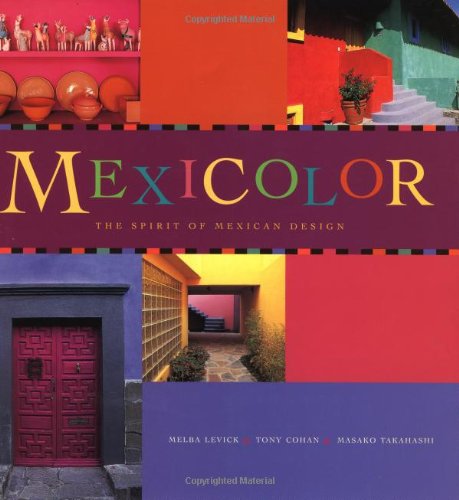 Copyrighted Material
MEXICOLOR
THE SPIRIT OF MEXICAN DESIGN
MELBA LEVICK TONY COHAN MASAKO TAKAHASHI
Copyrighted Material